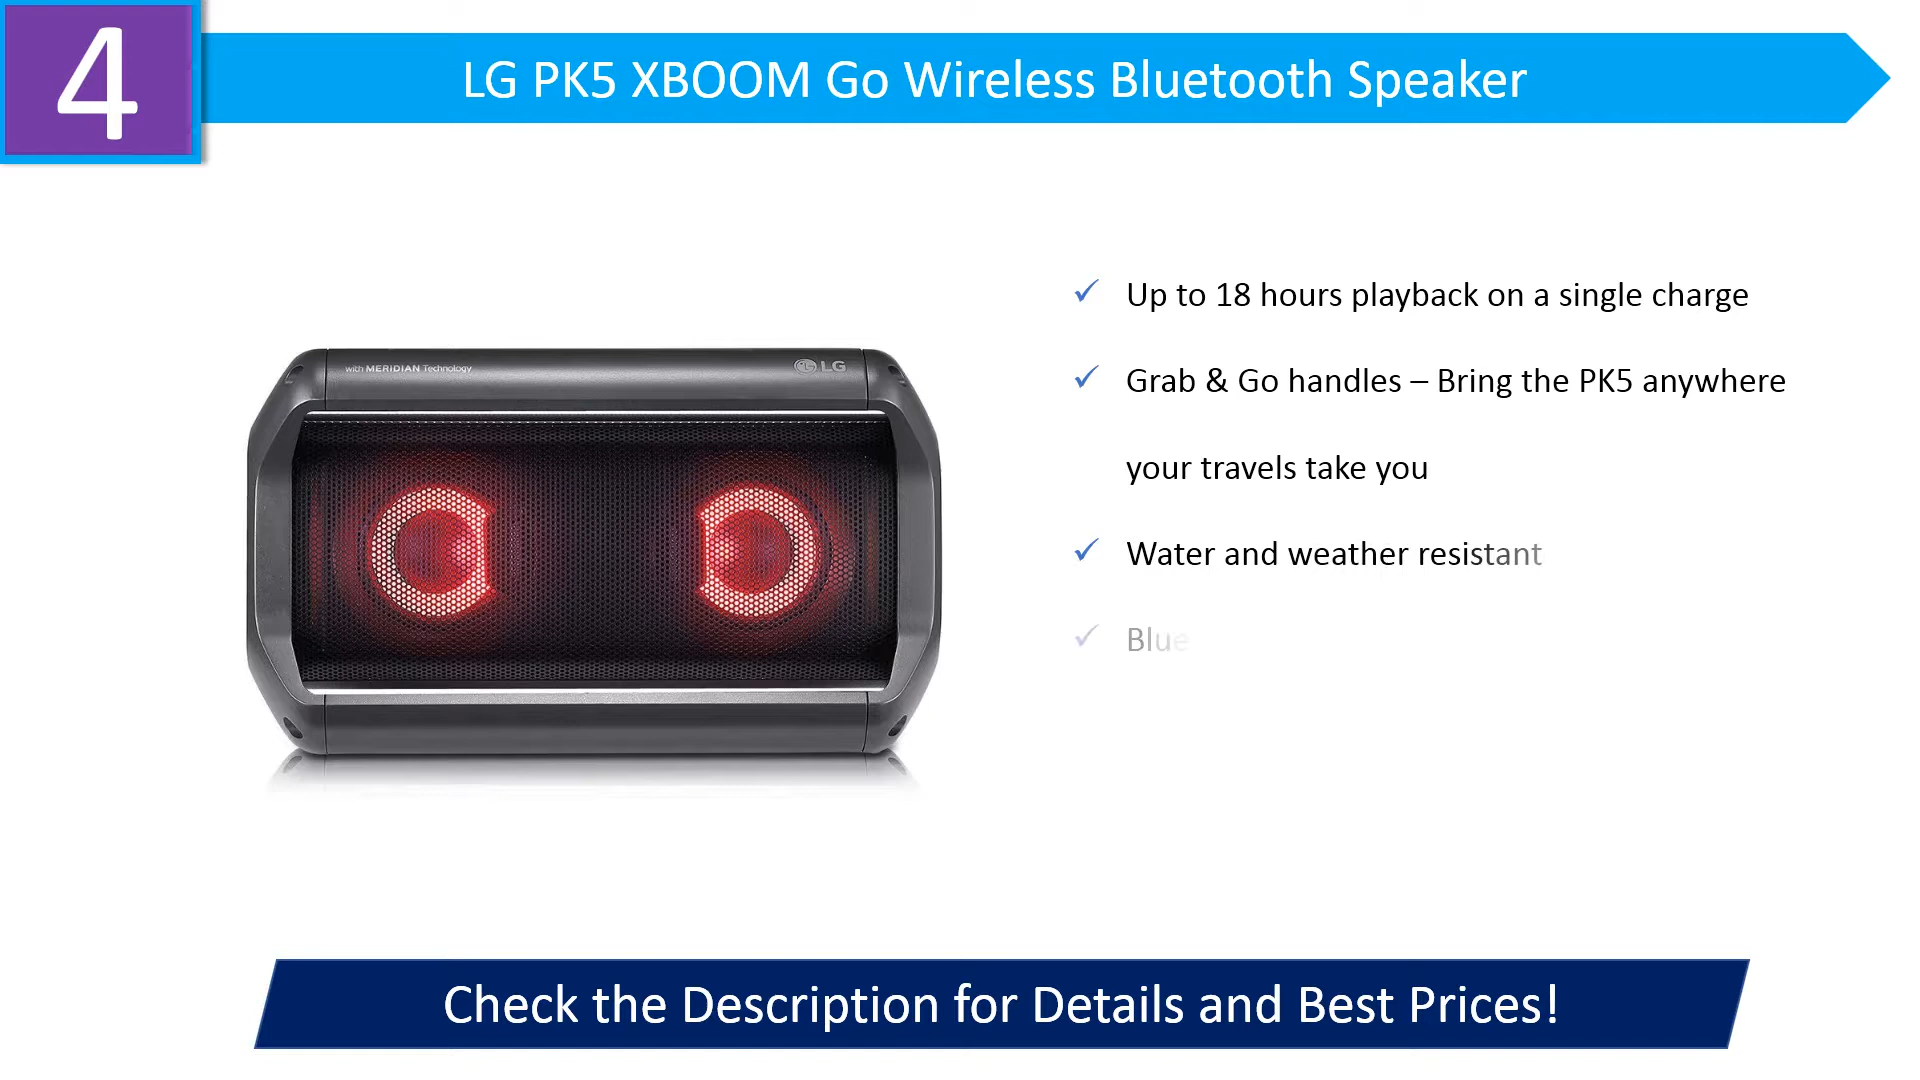 4
LG PK5 XBOOM Go Wireless Bluetooth Speaker
with MERIDIAN Technology
LG
✓ Up to 18 hours playback on a single charge
✓ Grab & Go handles – Bring the PK5 anywhere
your travels take you
✓ Water and weather resistant
✓ Blue
Check the Description for Details and Best Prices!